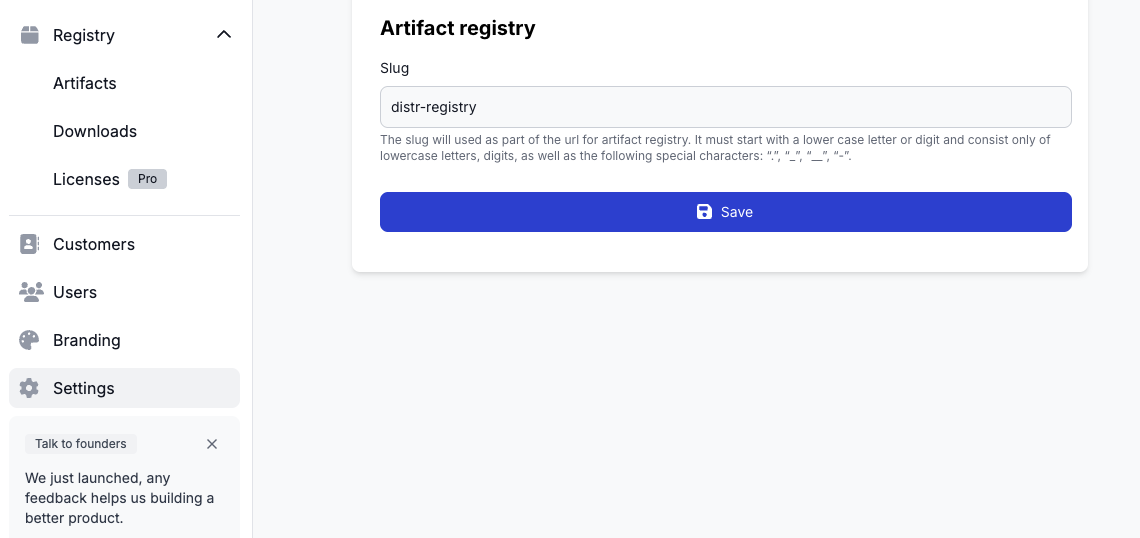 Registry
Artifacts
Downloads
Licenses Pro
Customers
Users
Branding
Settings
Talk to founders
We just launched, any
feedback helps us building a
better product.
Artifact registry
Slug
distr-registry
The slug will used as part of the url for artifact registry. It must start with a lower case letter or digit and consist only of
lowercase letters, digits, as well as the following special characters: “.”, “_”, “__”, “-”.
Save